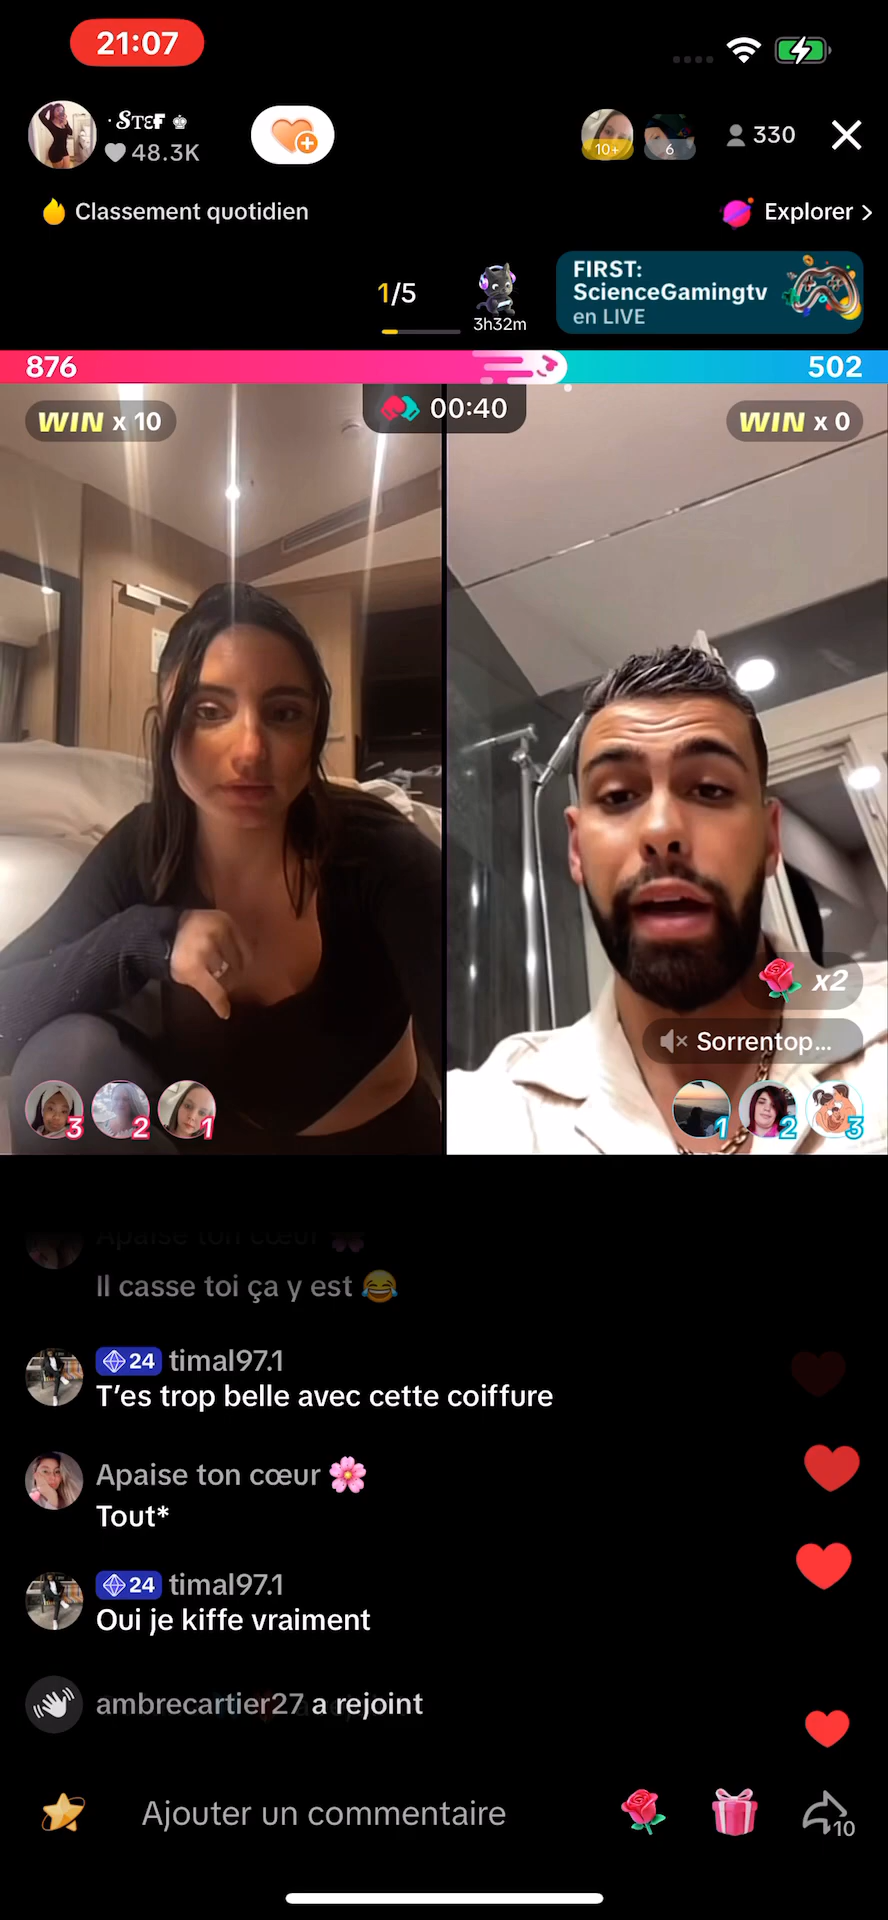 21:07
· STEF ♚
48.3K
10+
6
330
Classement quotidien
Explorer >
1/5
3h32m
FIRST:
ScienceGamingtv
en LIVE
876
502
WIN x 10
00:40
WIN x 0
x2
Sorrentop...
3
2
1
1
2
3
Apaise ton cœur 🌸
Il casse toi ça y est 😂
24 timal97.1
T'es trop belle avec cette coiffure
Apaise ton cœur 🌸
Tout*
24 timal97.1
Oui je kiffe vraiment
ambrecartier27 a rejoint
Ajouter un commentaire
10